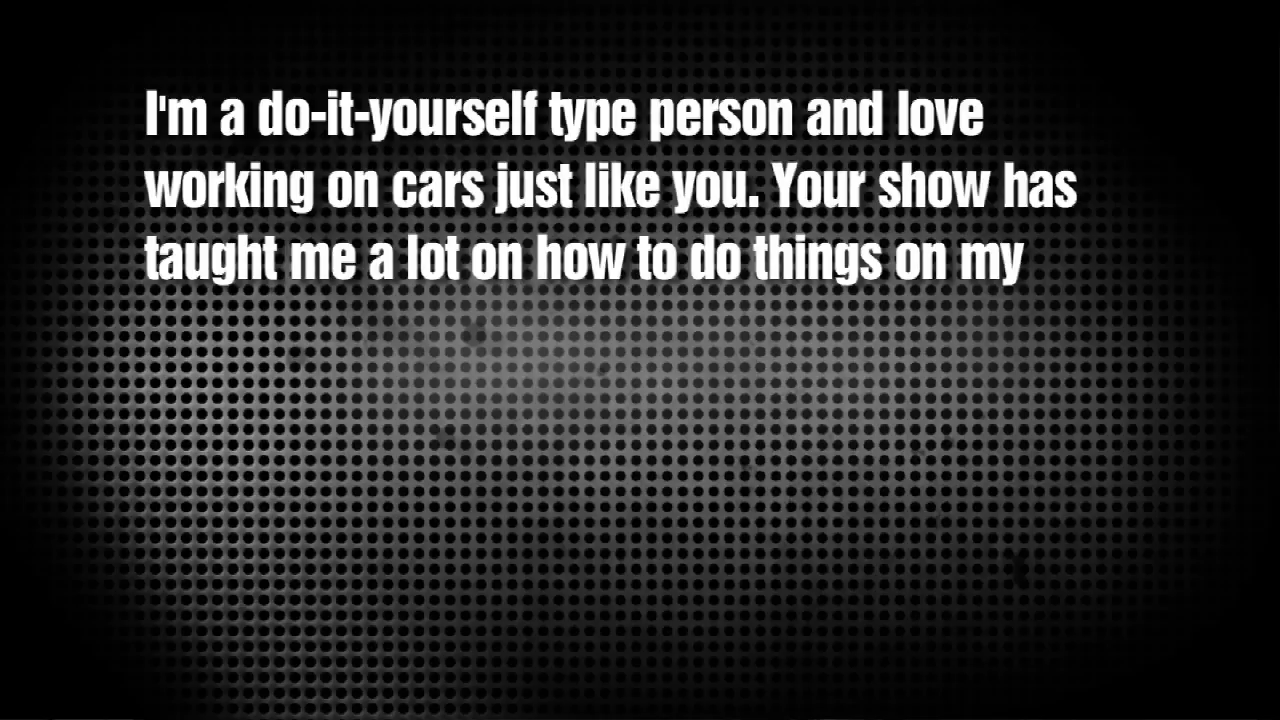 I'm a do-it-yourself type person and love
working on cars just like you. Your show has
taught me a lot on how to do things on my